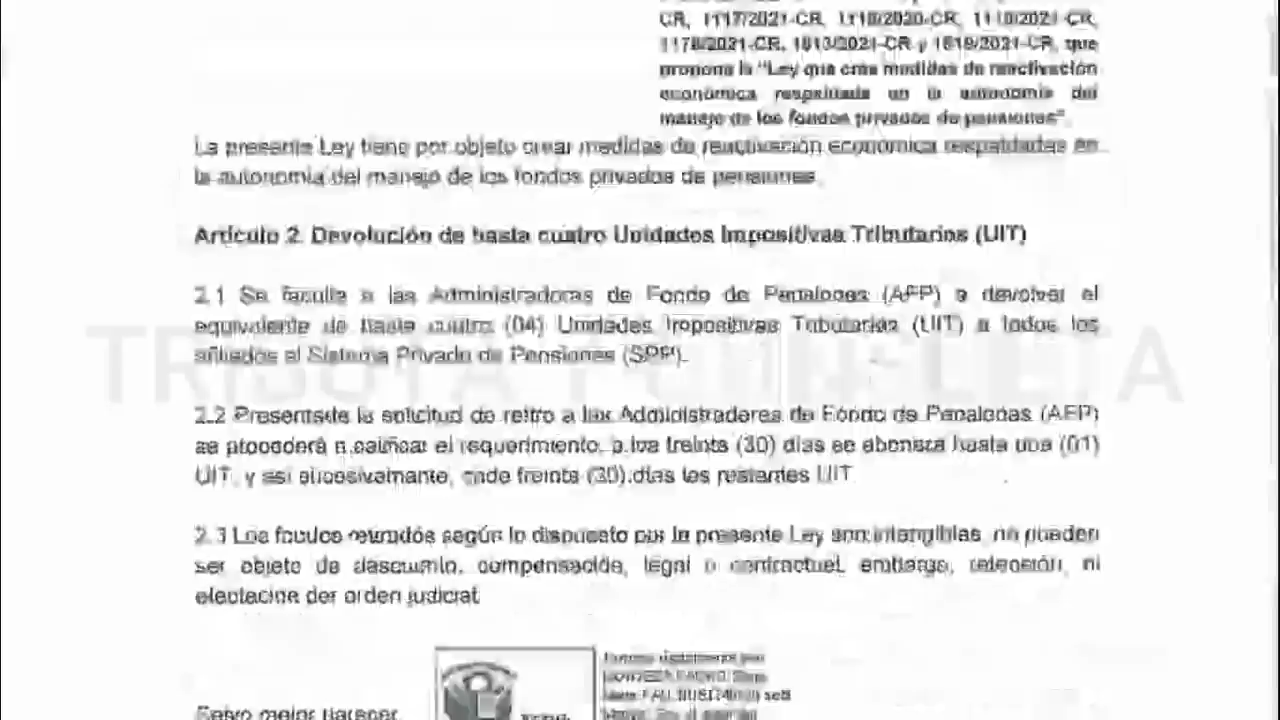 CR, 1117/2021-CR, 1118/2020-CR, 1118/2021-CR,
1178/2021-CR, 1613/2021-CR y 1619/2021-CR, que
propone la "Ley que crea medidas de reactivación
económica respaldada en la autonomía del
manejo de los fondos privados de pensiones".
La presente Ley tiene por objeto crear medidas de reactivación económica respaldadas en
la autonomía del manejo de los fondos privados de pensiones.
Artículo 2. Devolución de hasta cuatro Unidades Impositivas Tributarias (UIT)
2.1 Se faculta a las Administradoras de Fondo de Pensiones (AFP) a devolver el
equivalente de hasta cuatro (04) Unidades Impositivas Tributarias (UIT) a todos los
afiliados al Sistema Privado de Pensiones (SPP).
2.2 Presentada la solicitud de retiro a las Administradoras de Fondo de Pensiones (AFP)
se procederá a calificar el requerimiento, a los treinta (30) días se abonará hasta una (01)
UIT, y así sucesivamente, cada treinta (30) días las restantes UIT
2.3 Los fondos retirados según lo dispuesto por la presente Ley son intangibles, no pueden
ser objeto de descuento, compensación, legal o contractual, embargo, retención, ni
afectación por orden judicial
Salvo mejor parecer.